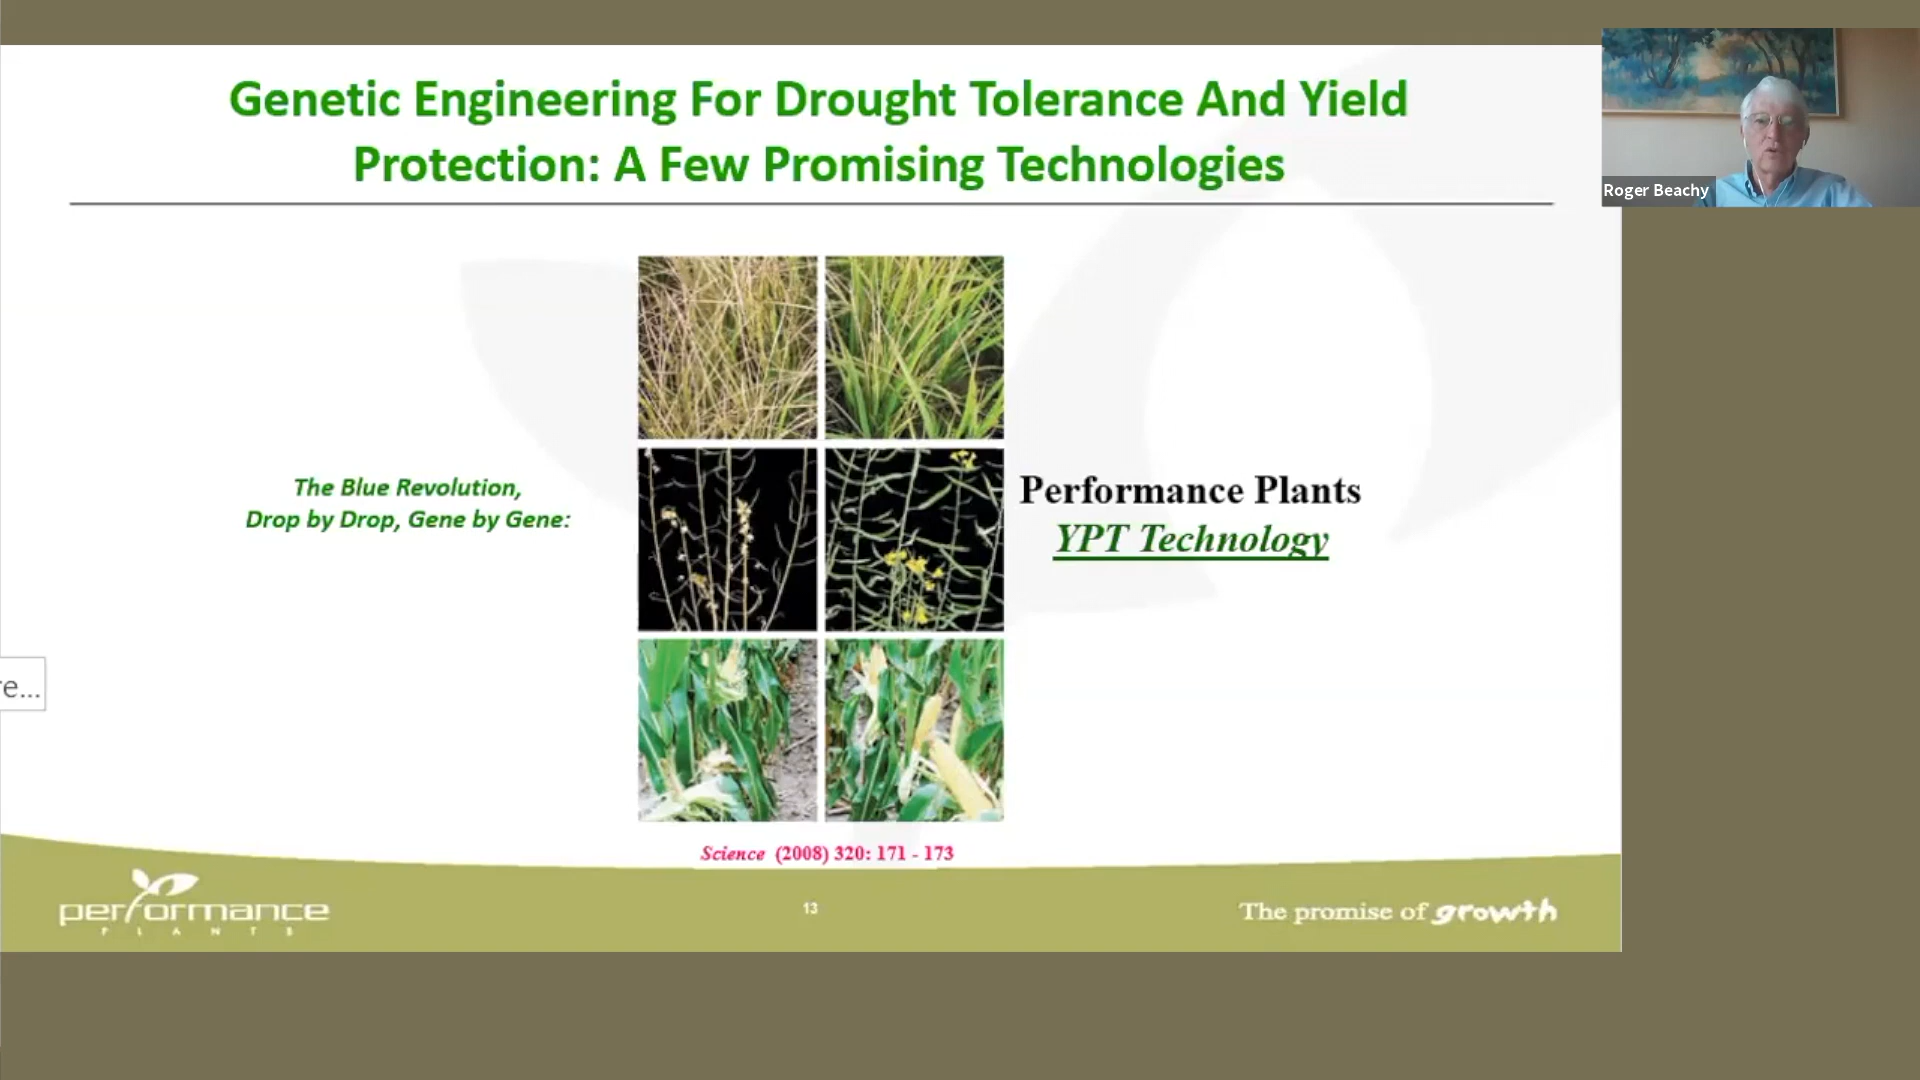 Genetic Engineering For Drought Tolerance And Yield
Protection: A Few Promising Technologies
Roger Beachy
The Blue Revolution,
Drop by Drop, Gene by Gene:
Performance Plants
YPT Technology
re...
Science (2008) 320: 171 - 173
performance
PLANTS
13
The promise of growth